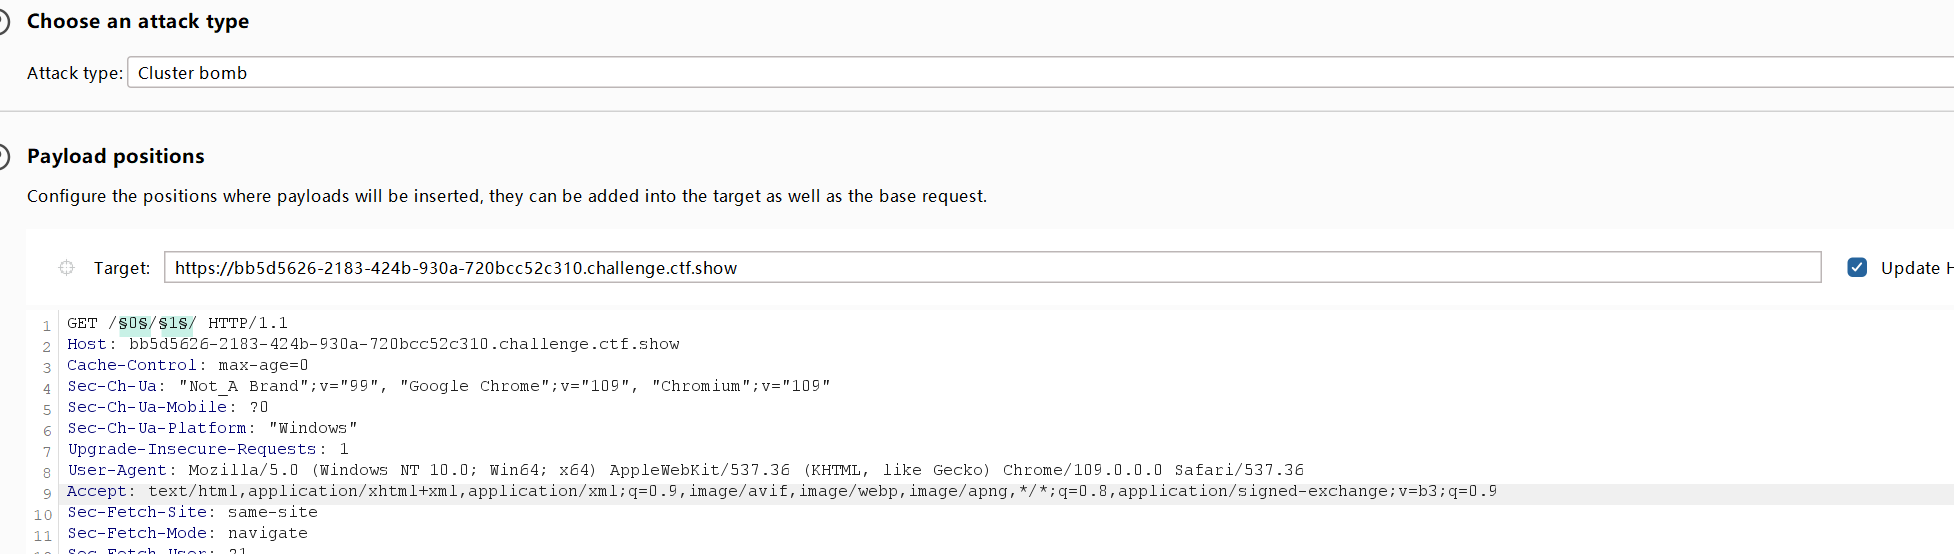 Choose an attack type
Attack type: Cluster bomb
Payload positions
Configure the positions where payloads will be inserted, they can be added into the target as well as the base request.
Target: https://bb5d5626-2183-424b-930a-720bcc52c310.challenge.ctf.show Update H
1 GET /§0§/§1§/ HTTP/1.1
2 Host: bb5d5626-2183-424b-930a-720bcc52c310.challenge.ctf.show
3 Cache-Control: max-age=0
4 Sec-Ch-Ua: "Not_A Brand";v="99", "Google Chrome";v="109", "Chromium";v="109"
5 Sec-Ch-Ua-Mobile: ?0
6 Sec-Ch-Ua-Platform: "Windows"
7 Upgrade-Insecure-Requests: 1
8 User-Agent: Mozilla/5.0 (Windows NT 10.0; Win64; x64) AppleWebKit/537.36 (KHTML, like Gecko) Chrome/109.0.0.0 Safari/537.36
9 Accept: text/html,application/xhtml+xml,application/xml;q=0.9,image/avif,image/webp,image/apng,*/*;q=0.8,application/signed-exchange;v=b3;q=0.9
10 Sec-Fetch-Site: same-site
11 Sec-Fetch-Mode: navigate
Sec-Fetch-User: ?1